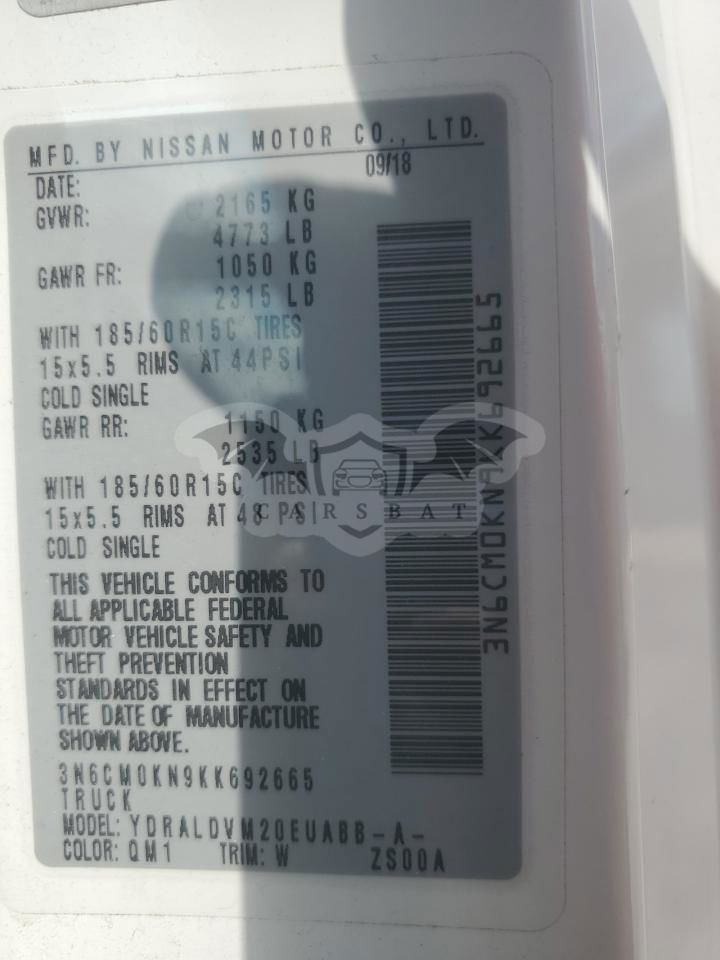 MFD. BY NISSAN MOTOR CO., LTD.
DATE: 09/18
GVWR: 2165 KG
4773 LB
GAWR FR: 1050 KG
2315 LB
WITH 185/60R15C TIRES
15x5.5 RIMS AT 44PSI
COLD SINGLE
GAWR RR: 1150 KG
2535 LB
WITH 185/60R15C TIRES
15x5.5 RIMS AT 48 PSI
COLD SINGLE
THIS VEHICLE CONFORMS TO
ALL APPLICABLE FEDERAL
MOTOR VEHICLE SAFETY AND
THEFT PREVENTION
STANDARDS IN EFFECT ON
THE DATE OF MANUFACTURE
SHOWN ABOVE.
3N6CM0KN9KK692665
TRUCK
MODEL: YDRALDVM20EUABB-A-
COLOR: QM1 TRIM: W ZS00A
3N6CM0KN9KK692665
CARSBAT